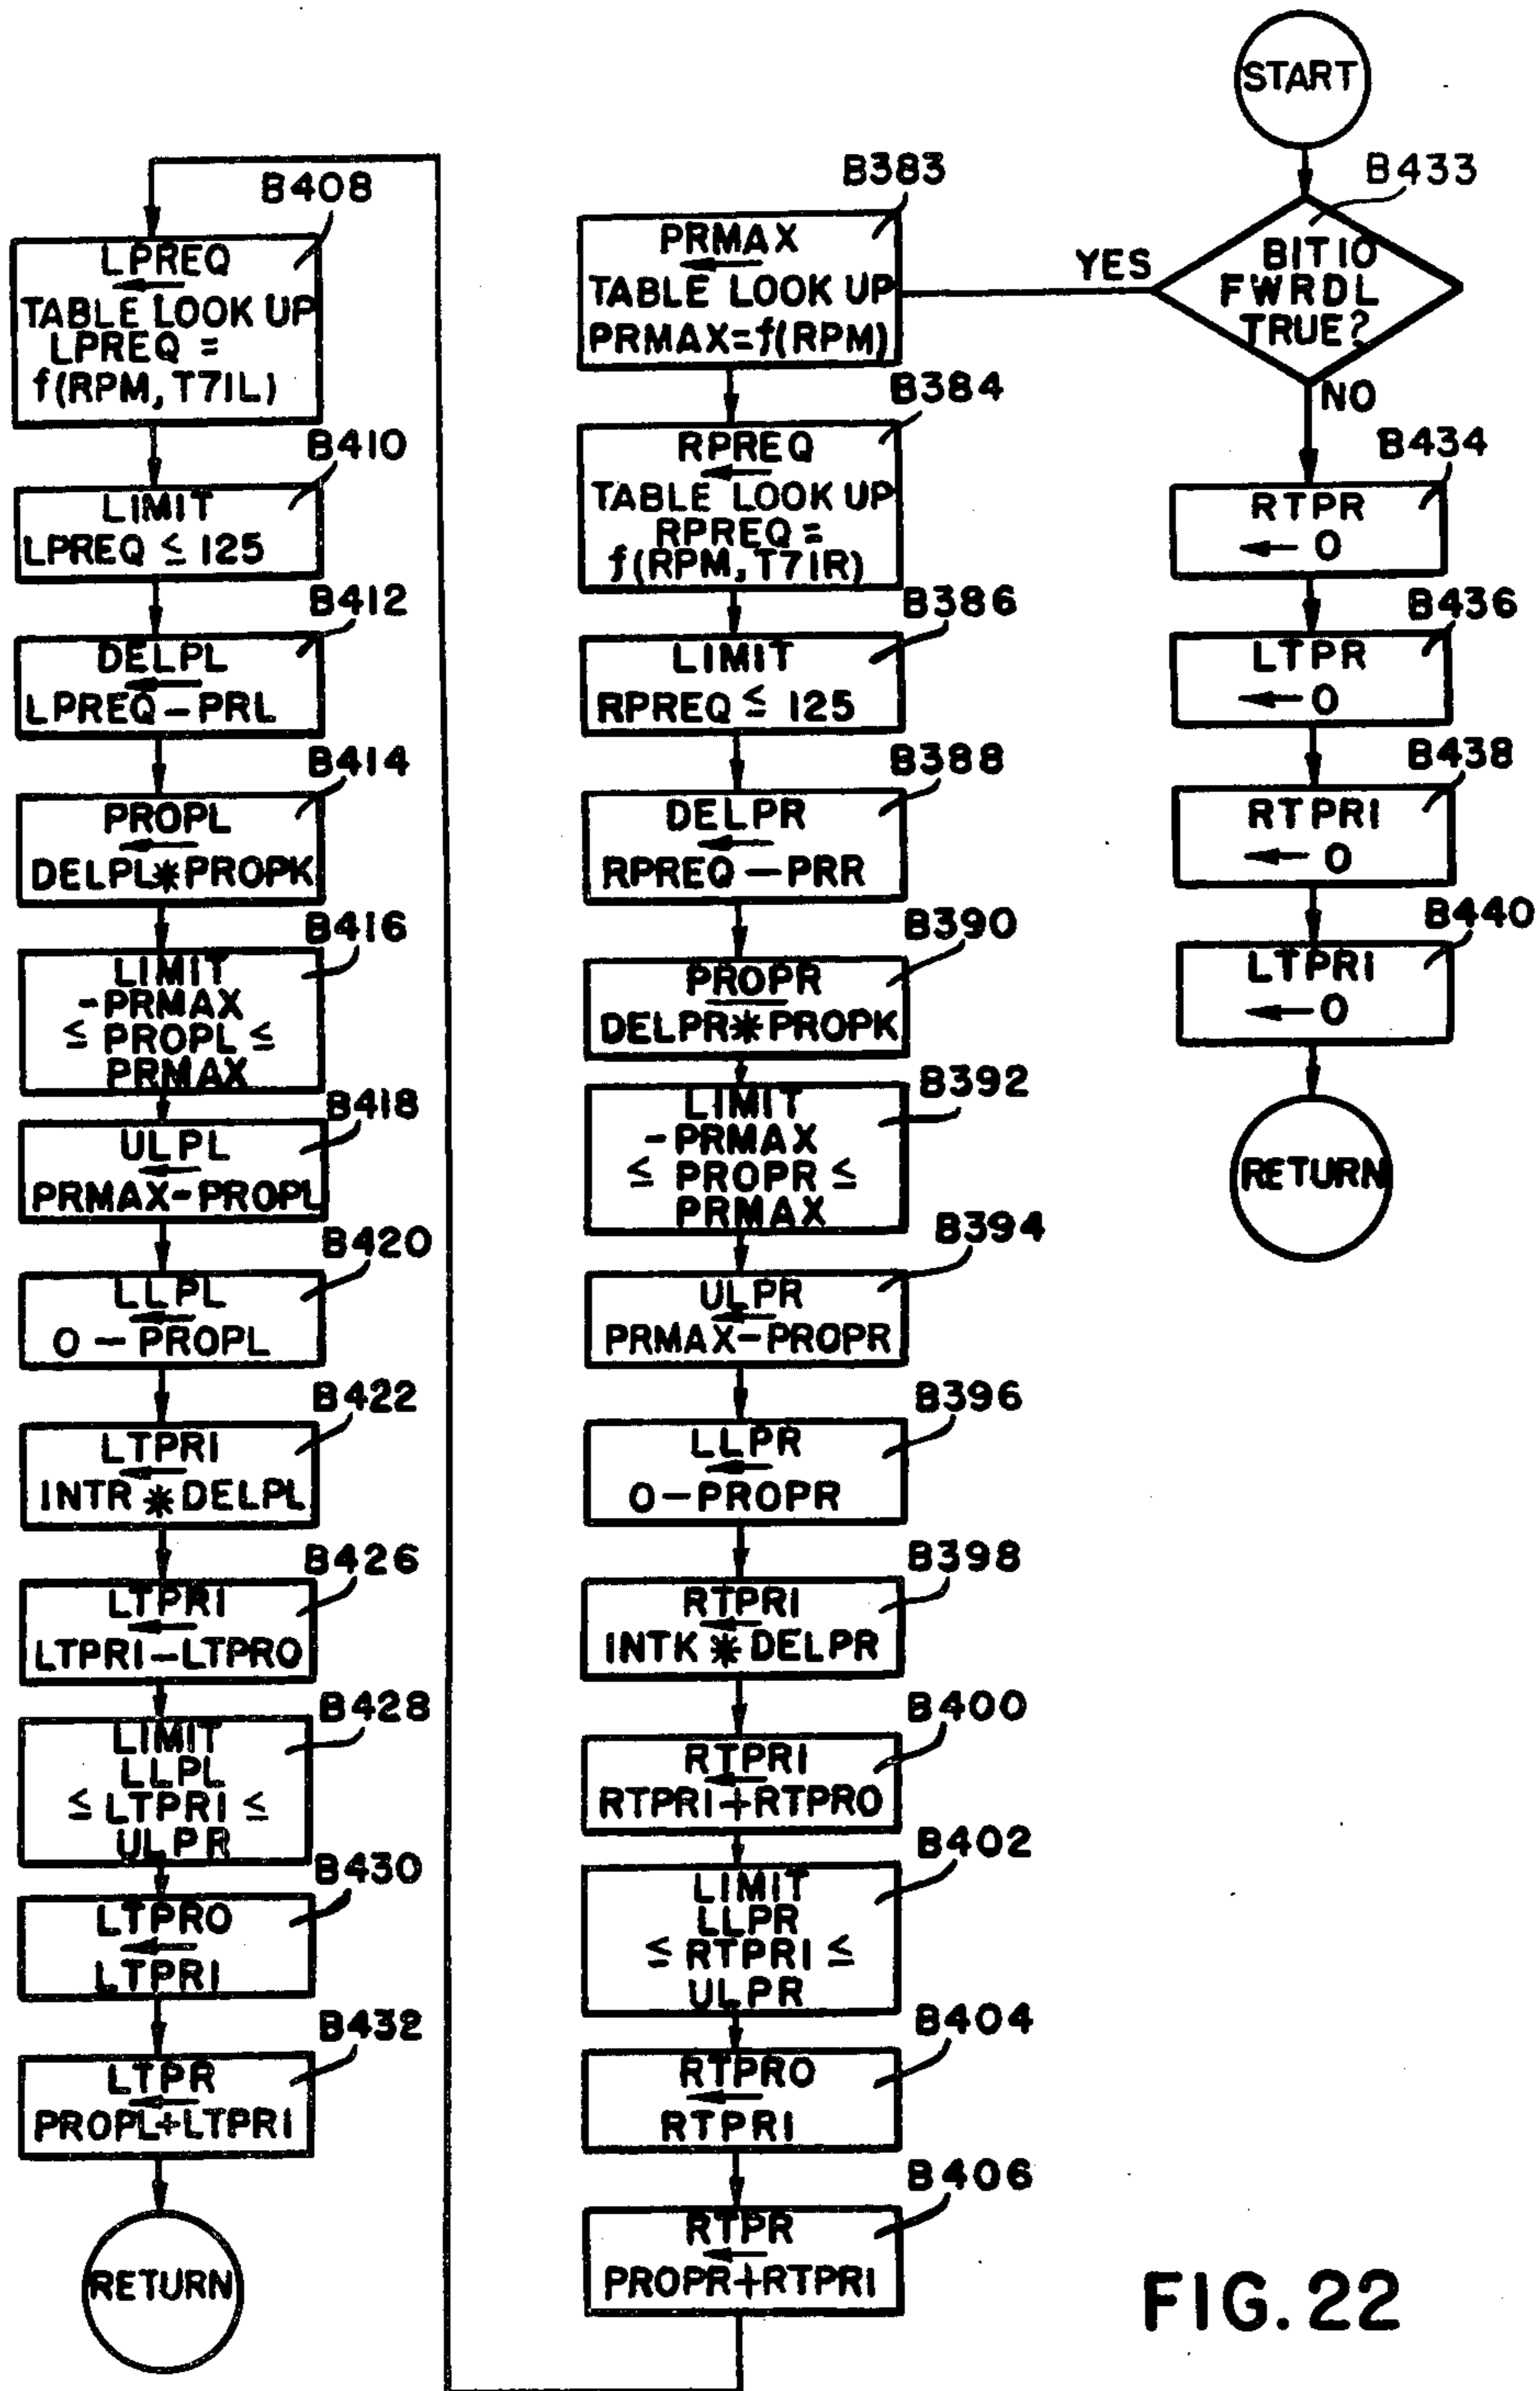 START
B433
BIT 10
FWRDL
TRUE?
YES
NO
B434
RTPR
← 0
B436
LTPR
← 0
B438
RTPRI
← 0
B440
LTPRI
← 0
RETURN
B383
PRMAX
←
TABLE LOOK UP
PRMAX=f(RPM)
B384
RPREQ
←
TABLE LOOK UP
RPREQ =
f(RPM, T71R)
B386
LIMIT
RPREQ ≤ 125
B388
DELPR
←
RPREQ — PRR
B390
PROPR
DELPR*PROPK
B392
LIMIT
-PRMAX
≤ PROPR ≤
PRMAX
B394
ULPR
←
PRMAX-PROPR
B396
LLPR
←
0-PROPR
B398
RTPRI
←
INTK * DELPR
B400
RTPRI
←
RTPRI+RTPRO
B402
LIMIT
LLPR
≤ RTPRI ≤
ULPR
B404
RTPRO
←
RTPRI
B406
RTPR
←
PROPR+RTPRI
B408
LPREQ
←
TABLE LOOK UP
LPREQ =
f(RPM, T71L)
B410
LIMIT
LPREQ ≤ 125
B412
DELPL
←
LPREQ-PRL
B414
PROPL
←
DELPL*PROPK
B416
LIMIT
-PRMAX
≤ PROPL ≤
PRMAX
B418
ULPL
←
PRMAX-PROPL
B420
LLPL
←
0 — PROPL
B422
LTPRI
←
INTR * DELPL
B426
LTPRI
←
LTPRI-LTPRO
B428
LIMIT
LLPL
≤ LTPRI ≤
ULPR
B430
LTPRO
←
LTPRI
B432
LTPR
←
PROPL+LTPRI
RETURN
FIG. 22